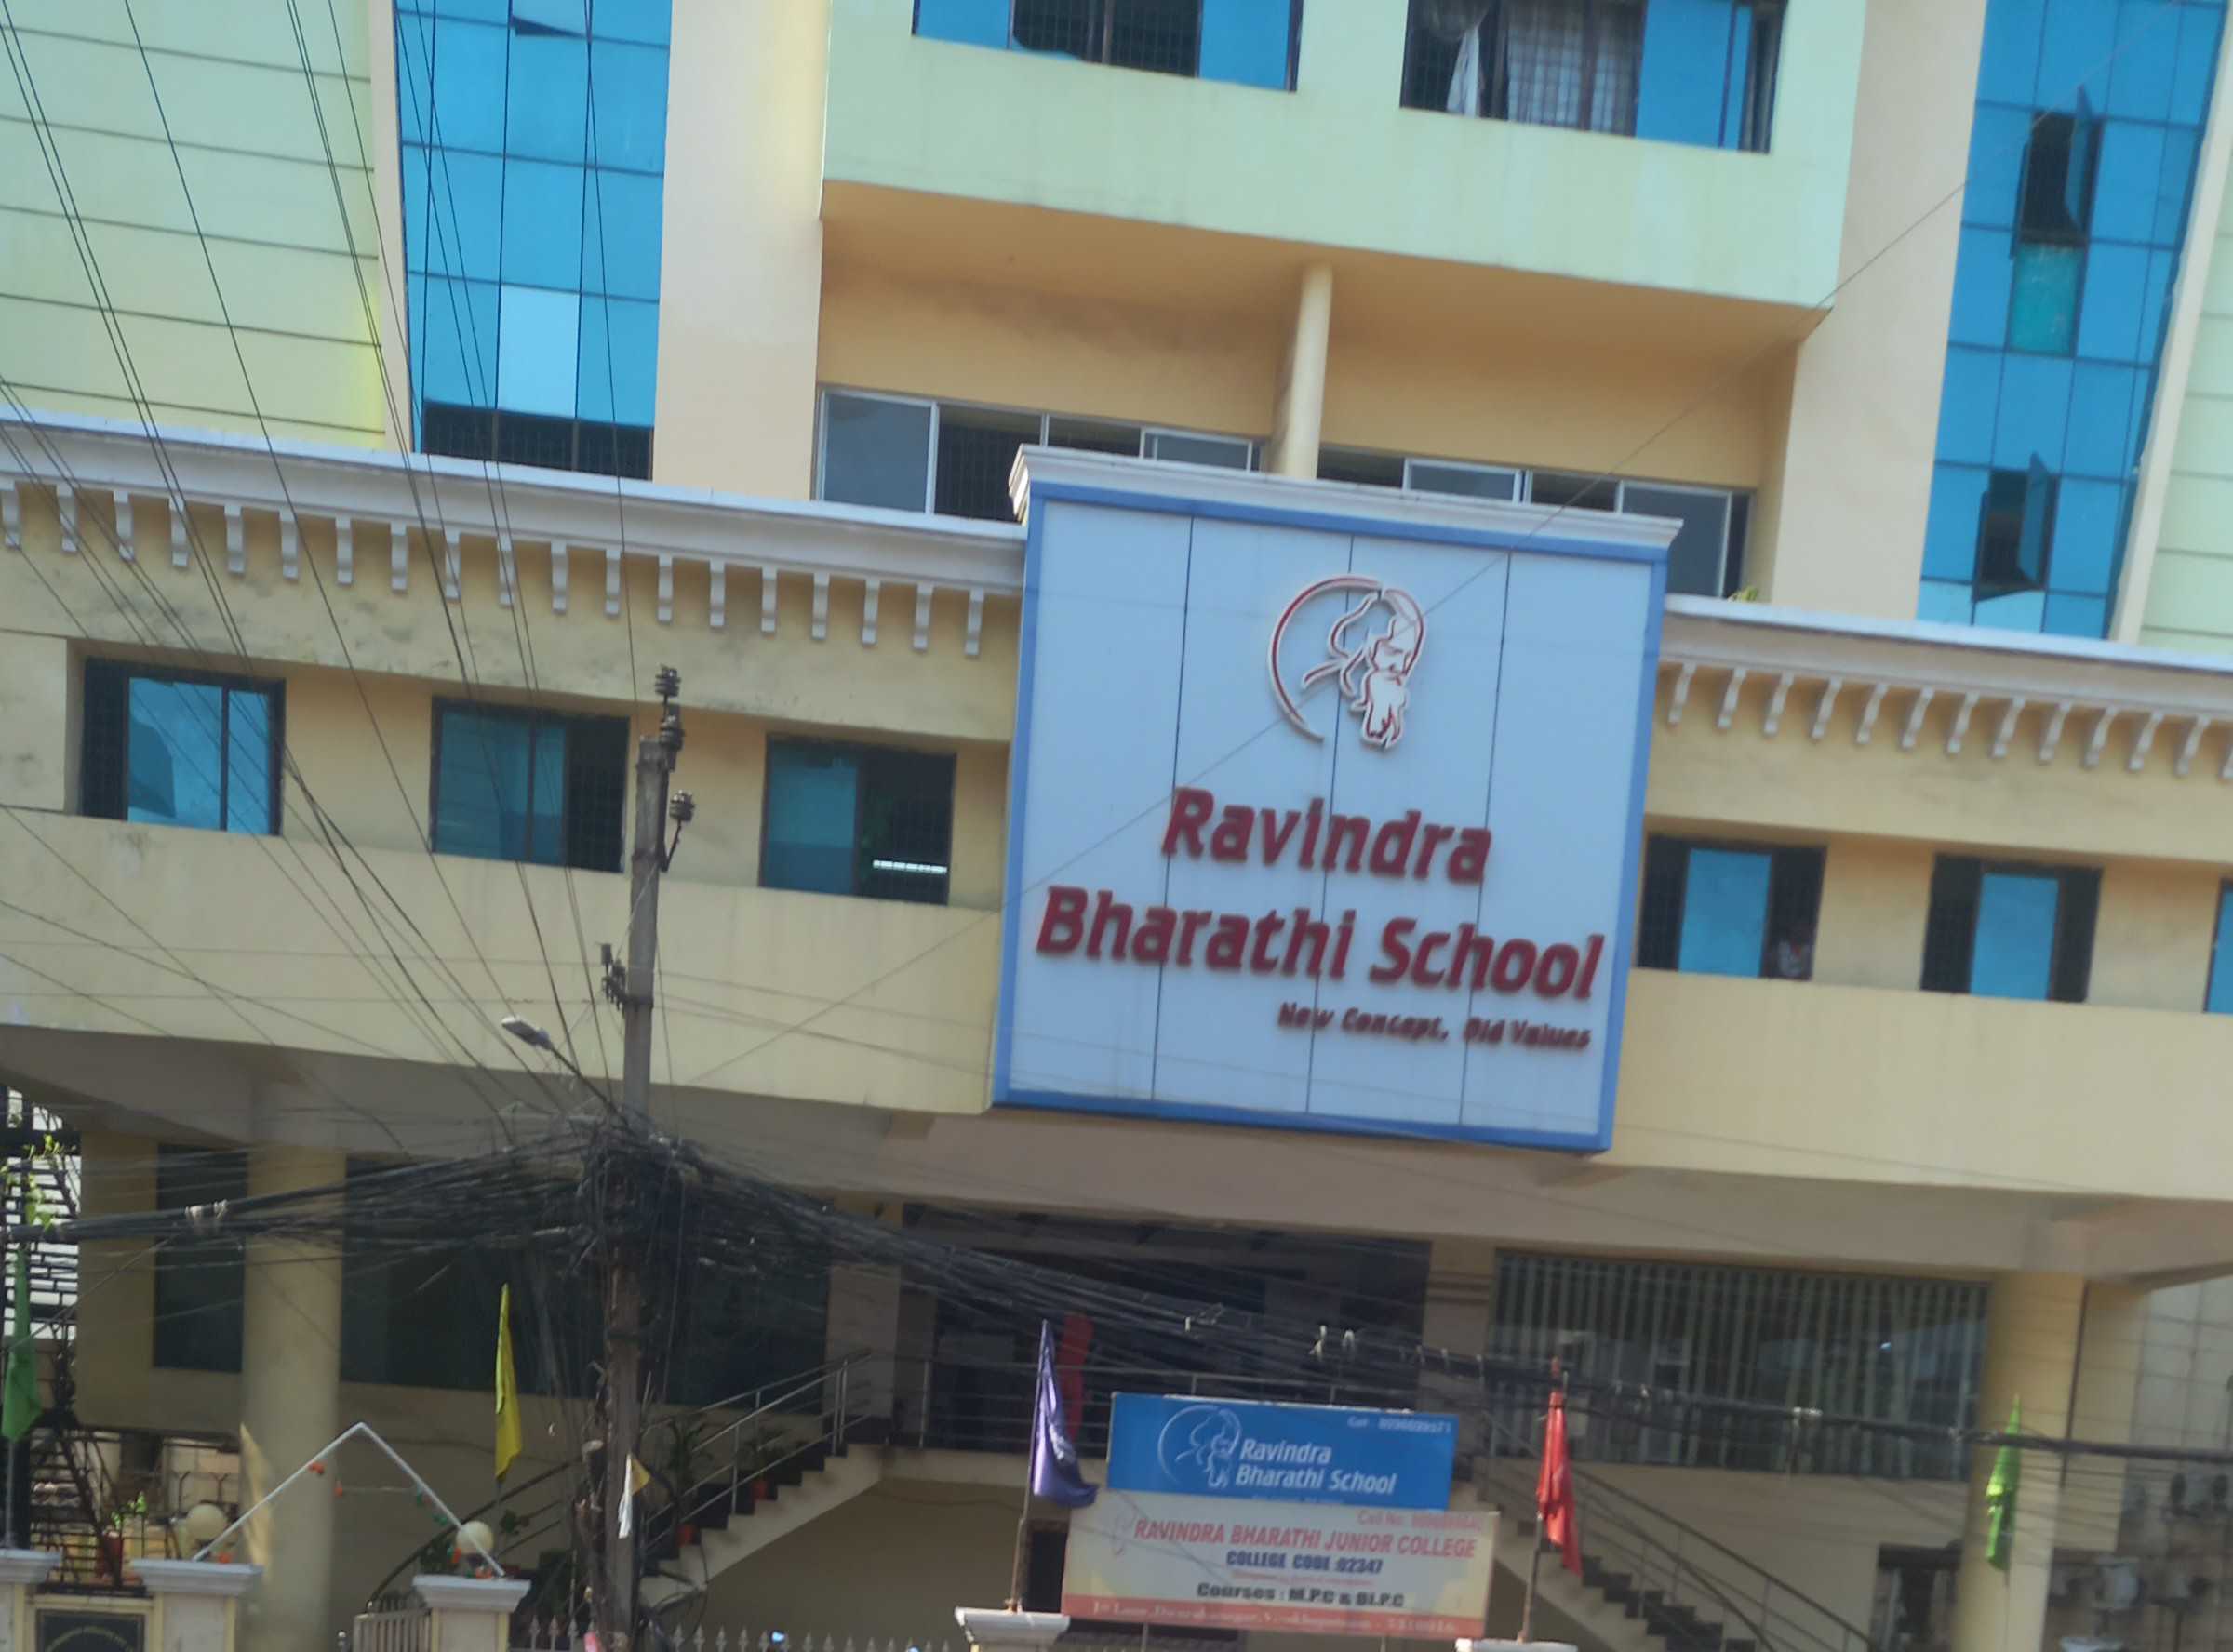 Ravindra
Bharathi School
New Concept, Old Values
Ravindra
Bharathi School
RAVINDRA BHARATHI JUNIOR COLLEGE
COLLEGE CODE :02347
Courses : M.P.C & BI.P.C